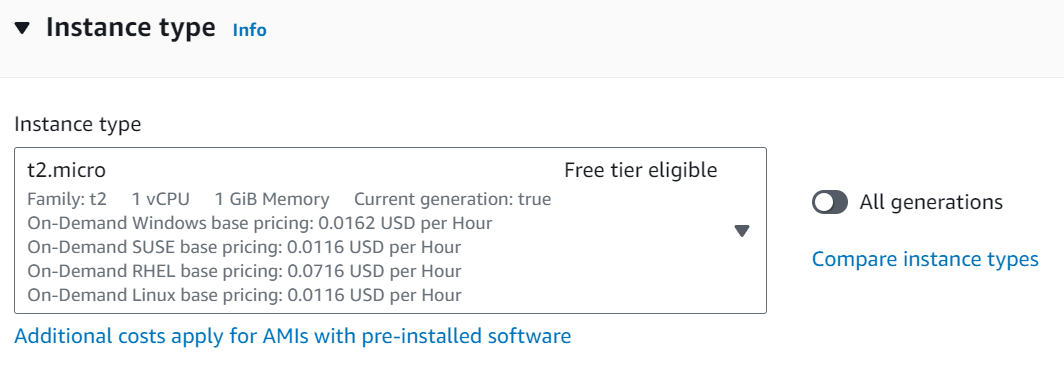 Instance type Info
Instance type
t2.micro Free tier eligible
Family: t2 1 vCPU 1 GiB Memory Current generation: true
On-Demand Windows base pricing: 0.0162 USD per Hour
On-Demand SUSE base pricing: 0.0116 USD per Hour
On-Demand RHEL base pricing: 0.0716 USD per Hour
On-Demand Linux base pricing: 0.0116 USD per Hour
All generations
Compare instance types
Additional costs apply for AMIs with pre-installed software